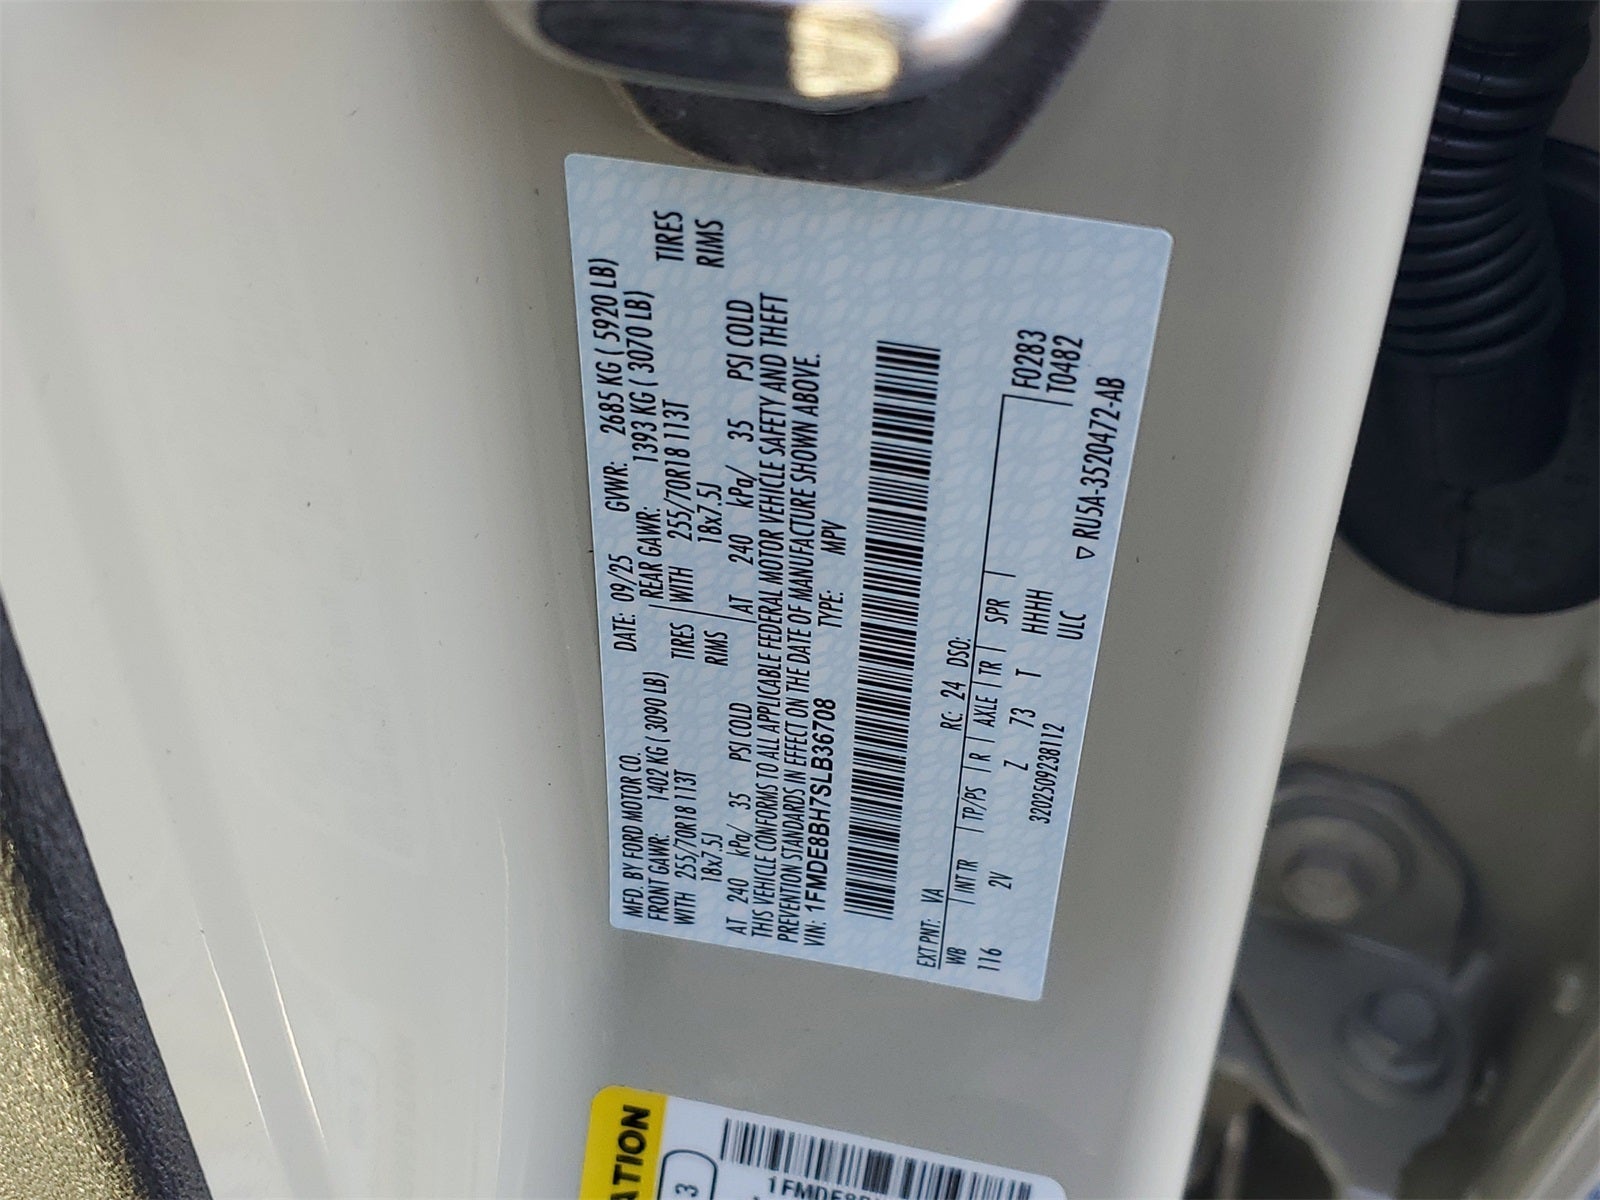 MFD. BY FORD MOTOR CO. DATE: 09/25 GVWR: 2685 KG ( 5920 LB)
FRONT GAWR: 1402 KG ( 3090 LB) REAR GAWR: 1393 KG ( 3070 LB)
WITH 255/70R18 113T TIRES WITH 255/70R18 113T TIRES
18x7.5J RIMS 18x7.5J RIMS
AT 240 kPa/ 35 PSI COLD AT 240 kPa/ 35 PSI COLD
THIS VEHICLE CONFORMS TO ALL APPLICABLE FEDERAL MOTOR VEHICLE SAFETY AND THEFT
PREVENTION STANDARDS IN EFFECT ON THE DATE OF MANUFACTURE SHOWN ABOVE.
VIN: 1FMDE8BH7SLB36708 TYPE: MPV
EXT PNT: VA RC: 24 DSO:
WB INT TR TP/PS R AXLE TR SPR F0283
116 2V Z 73 T HHHH T0482
3202509238112 ULC
▽ RU5A-3520472-AB
ATION
3